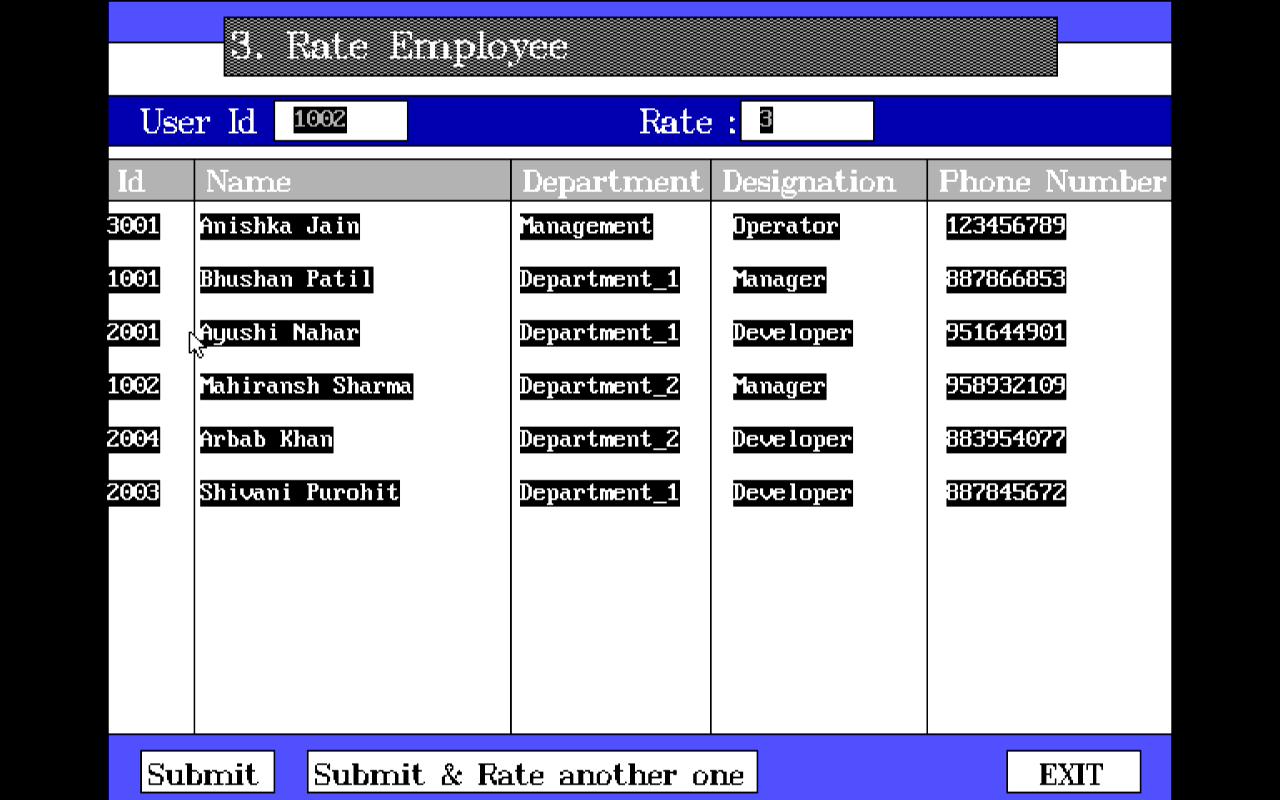 3. Rate Employee
User Id 1002 Rate : 3
Id Name Department Designation Phone Number
3001 Anishka Jain Management Operator 123456789
1001 Bhushan Patil Department_1 Manager 887866853
2001 Ayushi Nahar Department_1 Developer 951644901
1002 Mahiransh Sharma Department_2 Manager 958932109
2004 Arbab Khan Department_2 Developer 883954077
2003 Shivani Purohit Department_1 Developer 887845672
Submit Submit & Rate another one EXIT